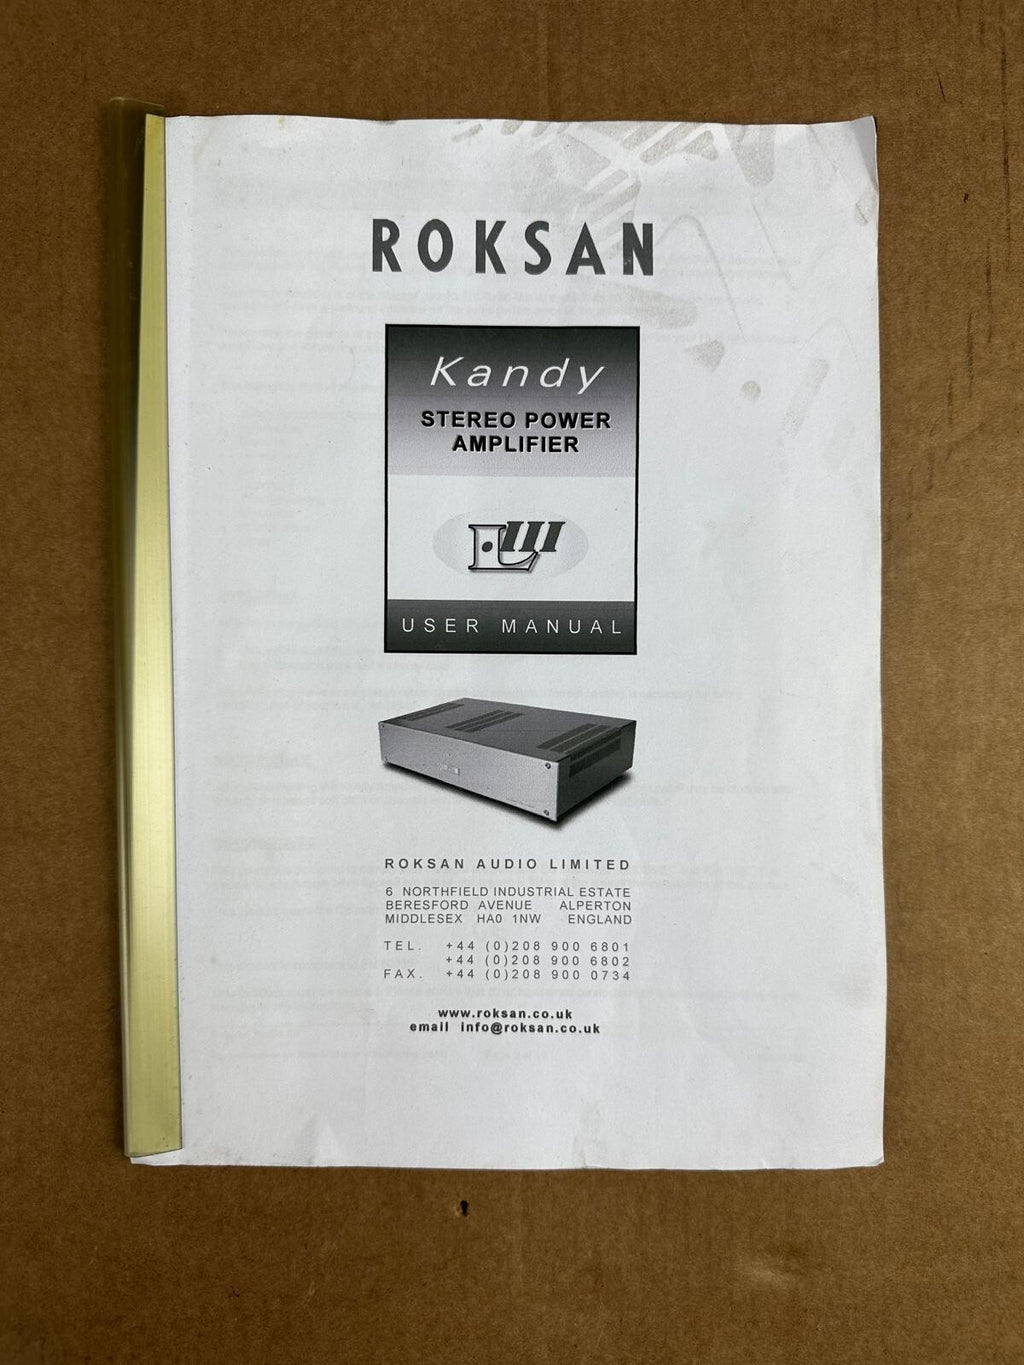 ROKSAN
Kandy
STEREO POWER
AMPLIFIER
LIII
USER MANUAL
ROKSAN AUDIO LIMITED
6 NORTHFIELD INDUSTRIAL ESTATE
BERESFORD AVENUE ALPERTON
MIDDLESEX HA0 1NW ENGLAND
TEL. +44 (0)208 900 6801
+44 (0)208 900 6802
FAX. +44 (0)208 900 0734
www.roksan.co.uk
email info@roksan.co.uk